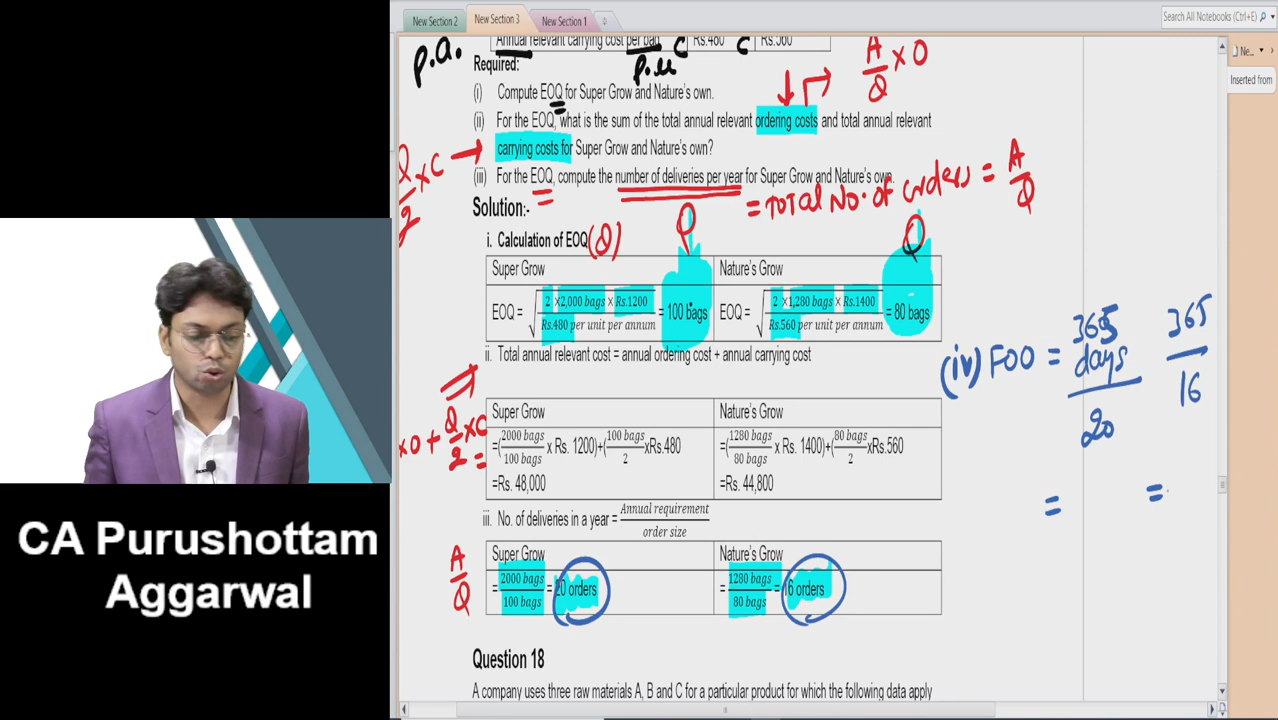 New Section 2 New Section 3 New Section 1
Search All Notebooks (Ctrl+E)
Ne...
Inserted from
Annual relevant carrying cost per bag C Rs.480 C Rs.560
p.a.
p.u
A/Q × O
Required:
(i) Compute EOQ for Super Grow and Nature's own.
(ii) For the EOQ, what is the sum of the total annual relevant ordering costs and total annual relevant
carrying costs for Super Grow and Nature's own?
Q/2 × C →
(iii) For the EOQ, compute the number of deliveries per year for Super Grow and Nature's own.
= Total No. of orders = A/Q
Solution:-
i. Calculation of EOQ (Q) Q Q
Super Grow Nature's Grow
EOQ = √(2 ×2,000 bags × Rs.1200 / Rs.480 per unit per annum) = 100 bags EOQ = √(2 ×1,280 bags × Rs.1400 / Rs.560 per unit per annum) = 80 bags
ii. Total annual relevant cost = annual ordering cost + annual carrying cost
(iv) FOO = 365 days / 20 365 / 16
= =
Super Grow Nature's Grow
×O + Q/2 × C =
=(2000 bags / 100 bags x Rs. 1200)+(100 bags / 2 xRs.480 =(1280 bags / 80 bags x Rs. 1400)+(80 bags / 2 xRs.560
=Rs. 48,000 =Rs. 44,800
iii. No. of deliveries in a year = Annual requirement / order size
Super Grow Nature's Grow
A/Q = 2000 bags / 100 bags = 20 orders = 1280 bags / 80 bags = 16 orders
Question 18
A company uses three raw materials A, B and C for a particular product for which the following data apply
CA Purushottam
Aggarwal